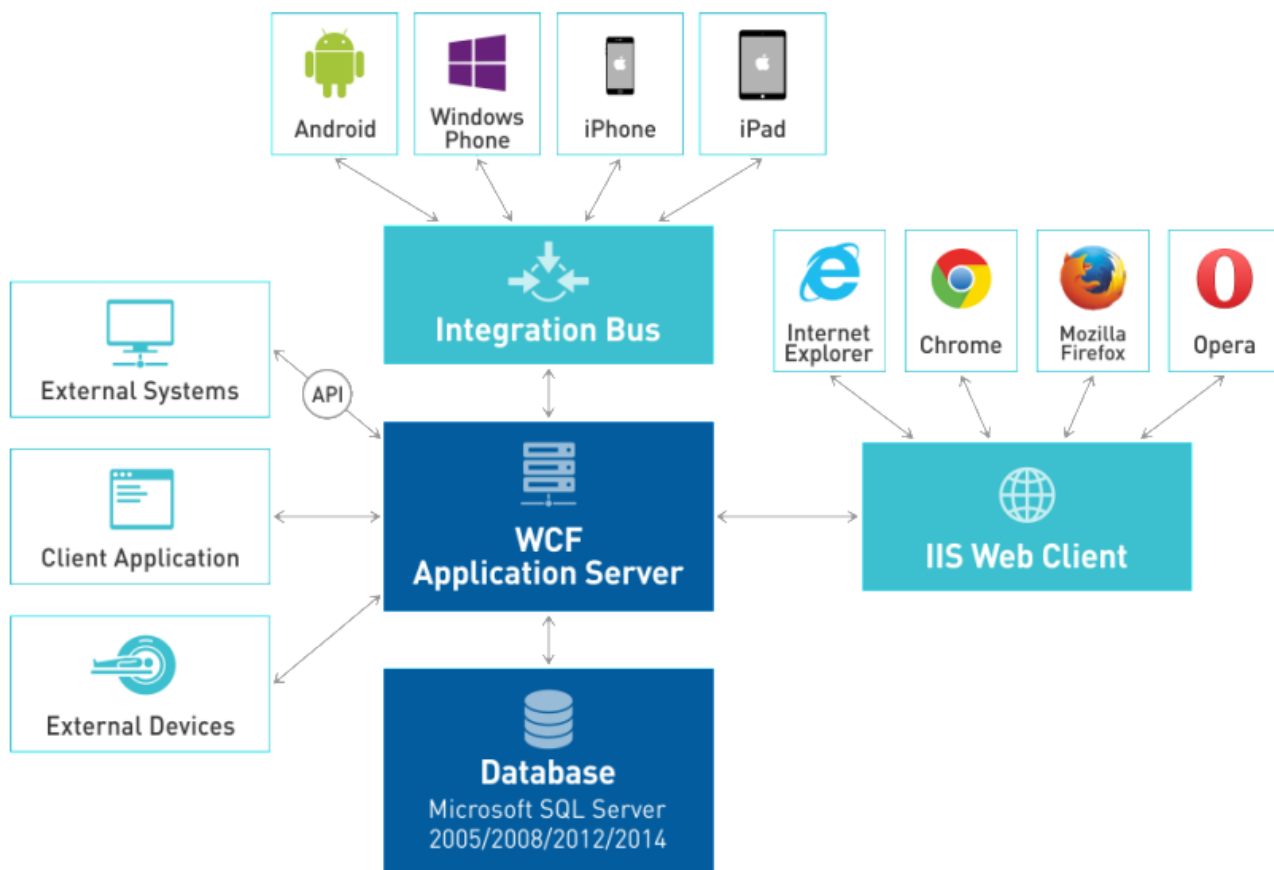 Android
Windows
Phone
iPhone
iPad
Integration Bus
Internet
Explorer
Chrome
Mozilla
Firefox
Opera
External Systems
API
Client Application
WCF
Application Server
IIS Web Client
External Devices
Database
Microsoft SQL Server
2005/2008/2012/2014